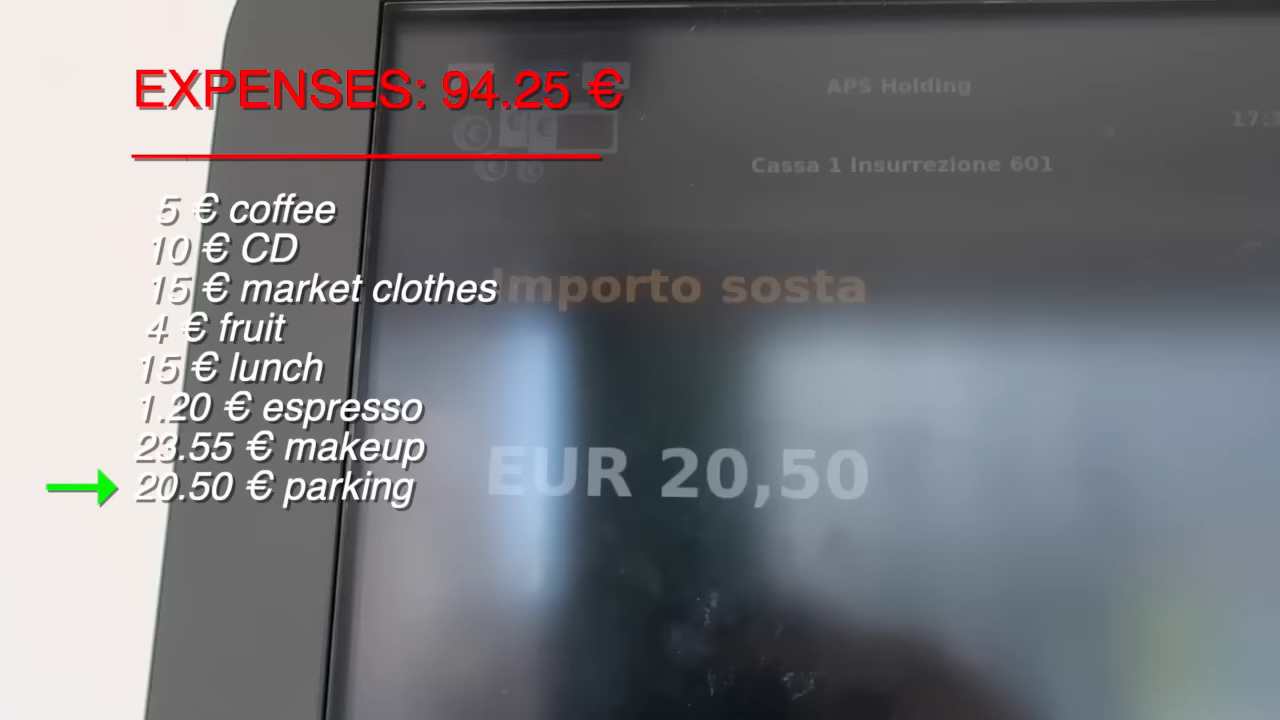 EXPENSES: 94.25 €
5 € coffee
10 € CD
15 € market clothes
4 € fruit
15 € lunch
1.20 € espresso
23.55 € makeup
20.50 € parking
APS Holding
Cassa 1 Insurrezione 601
Importo sosta
EUR 20,50